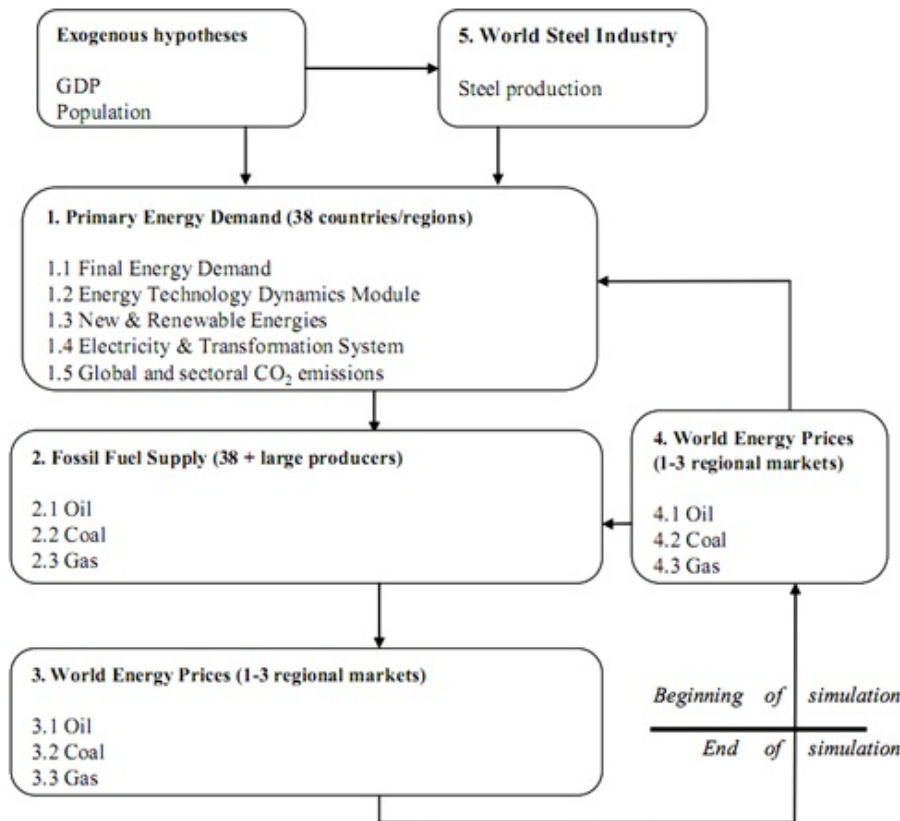 Exogenous hypotheses
GDP
Population
5. World Steel Industry
Steel production
1. Primary Energy Demand (38 countries/regions)
1.1 Final Energy Demand
1.2 Energy Technology Dynamics Module
1.3 New & Renewable Energies
1.4 Electricity & Transformation System
1.5 Global and sectoral CO₂ emissions
2. Fossil Fuel Supply (38 + large producers)
2.1 Oil
2.2 Coal
2.3 Gas
4. World Energy Prices
(1-3 regional markets)
4.1 Oil
4.2 Coal
4.3 Gas
3. World Energy Prices (1-3 regional markets)
3.1 Oil
3.2 Coal
3.3 Gas
Beginning of simulation
End of simulation